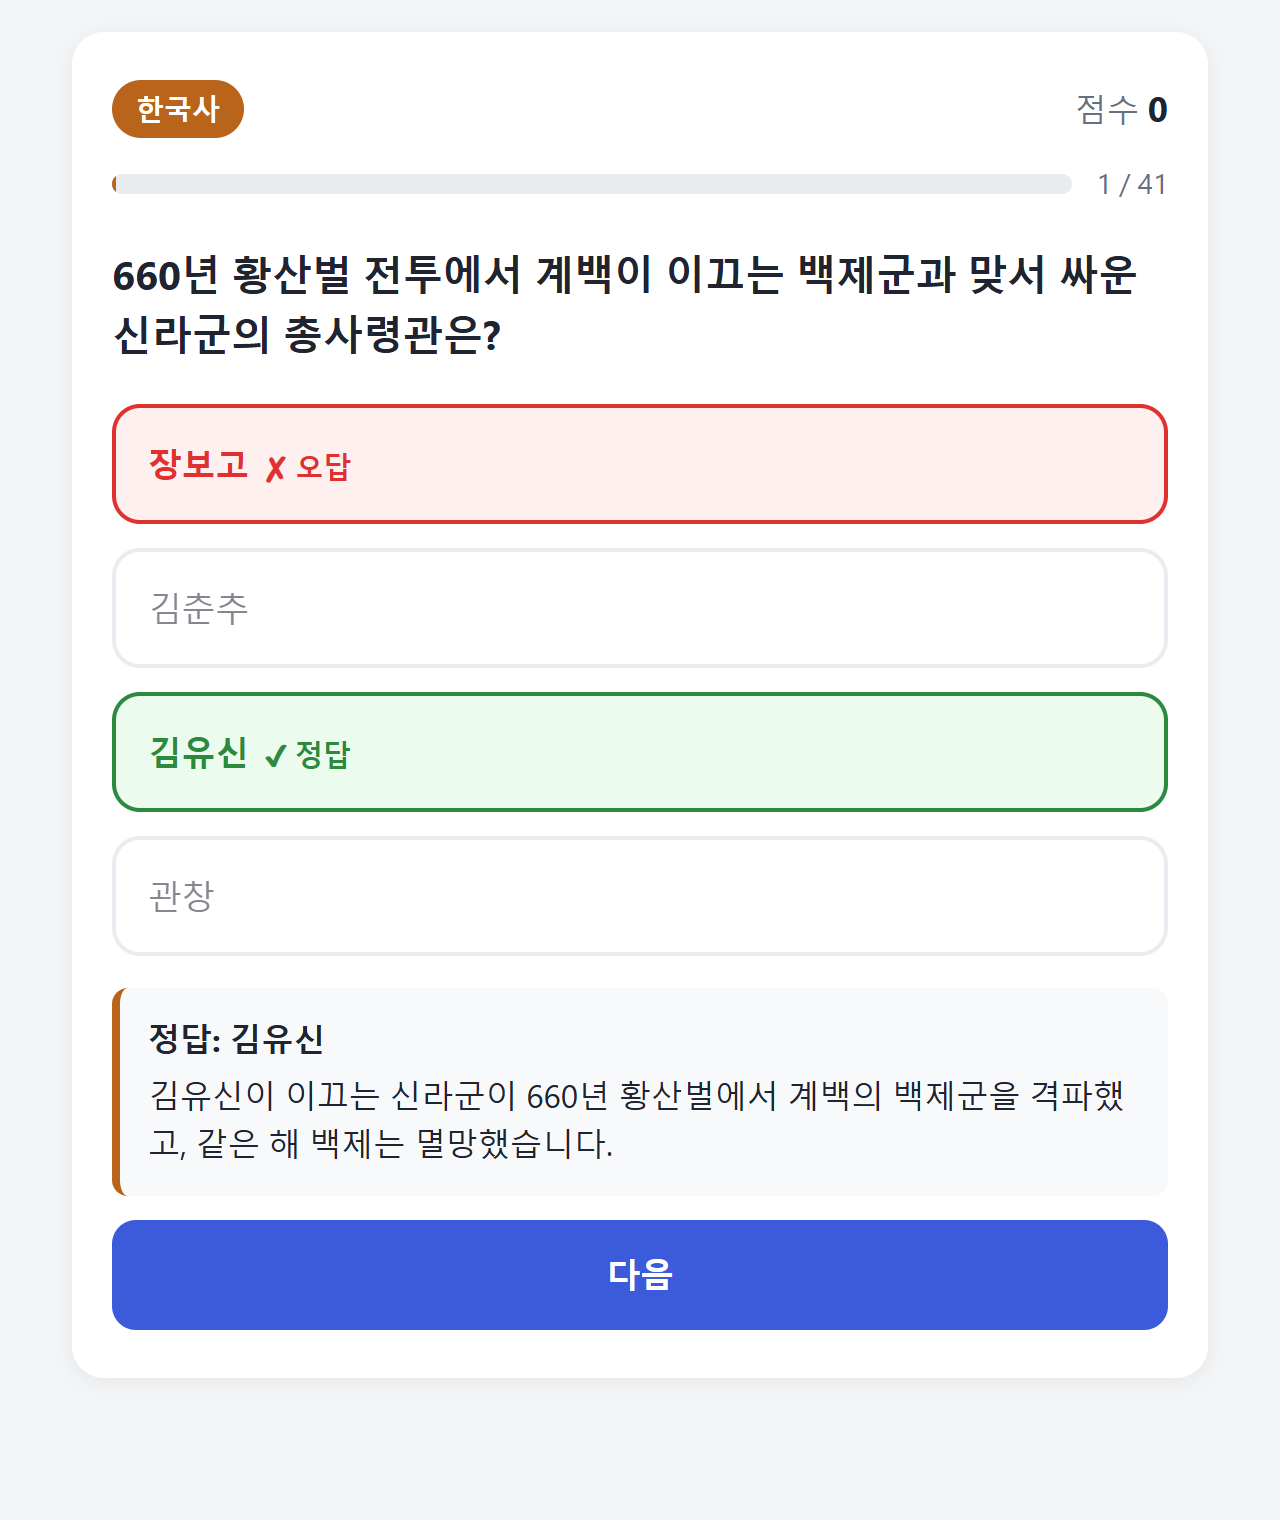 한국사
점수 0
1 / 41
660년 황산벌 전투에서 계백이 이끄는 백제군과 맞서 싸운
신라군의 총사령관은?
장보고 ✗ 오답
김춘추
김유신 ✓ 정답
관창
정답: 김유신
김유신이 이끄는 신라군이 660년 황산벌에서 계백의 백제군을 격파했
고, 같은 해 백제는 멸망했습니다.
다음